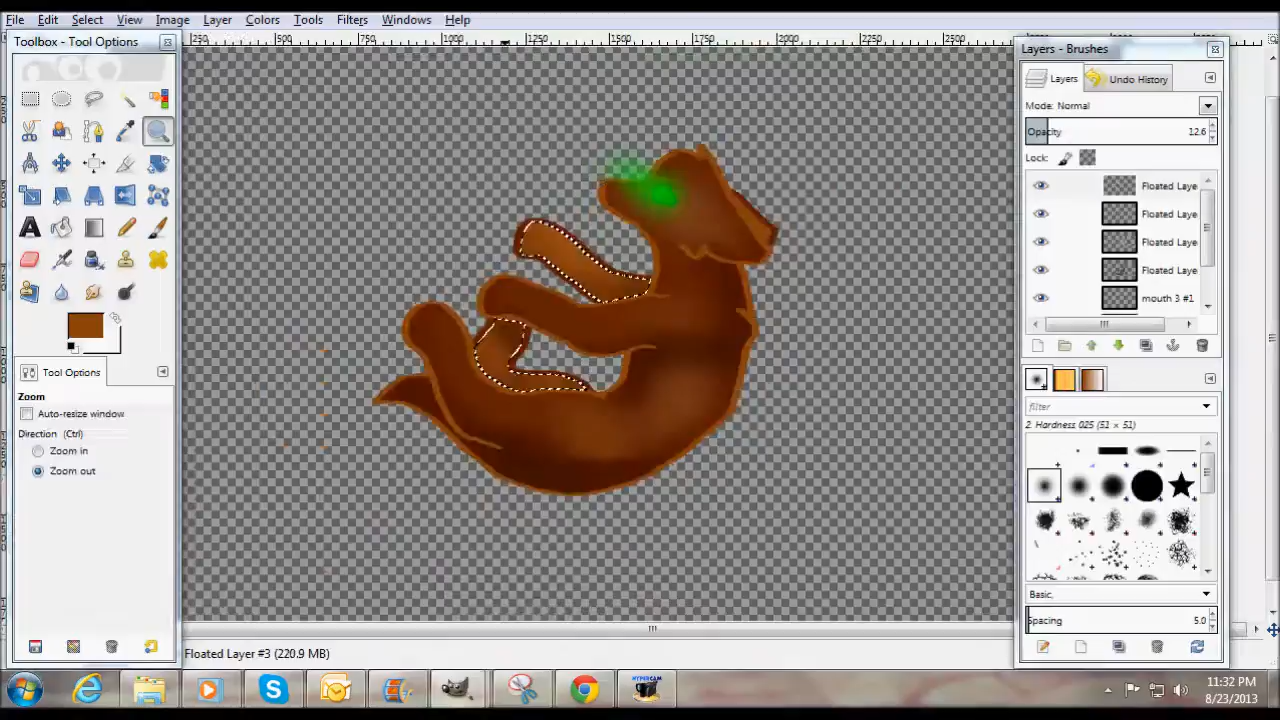 File Edit Select View Image Layer Colors Tools Filters Windows Help
Toolbox - Tool Options
250 500 750 1000 1250 1500 1750 2000 2250 2500
Layers - Brushes
Layers
Undo History
Mode: Normal
Opacity 12.6
Lock:
Floated Laye
Floated Laye
Floated Laye
Floated Laye
mouth 3 #1
Tool Options
Zoom
Auto-resize window
Direction (Ctrl)
Zoom in
Zoom out
filter
2. Hardness 025 (51 × 51)
Basic,
Spacing 5.0
Floated Layer #3 (220.9 MB)
HYPERCAM
11:32 PM
8/23/2013